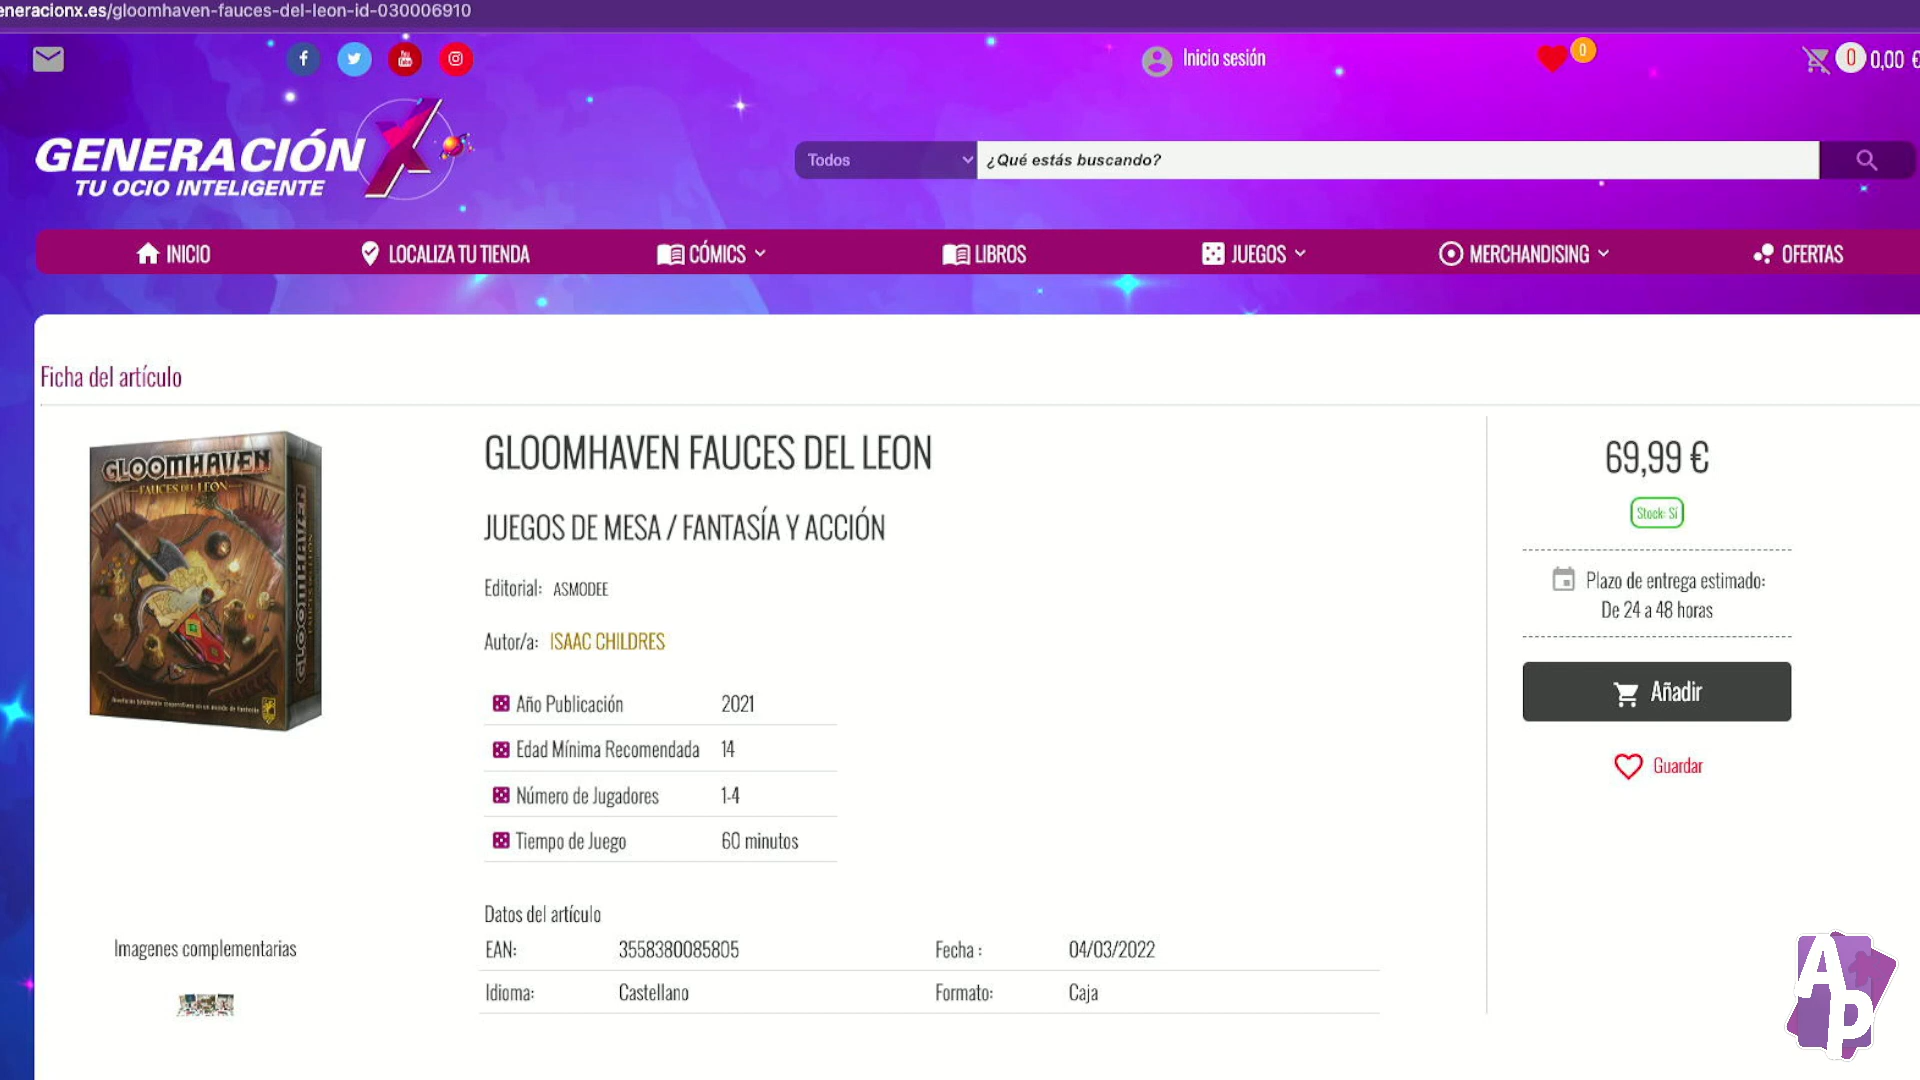 eneracionx.es/gloomhaven-fauces-del-leon-id-030006910
Inicio sesión
0
0 0,00 €
GENERACIÓN X
TU OCIO INTELIGENTE
Todos
¿Qué estás buscando?
INICIO
LOCALIZA TU TIENDA
CÓMICS
LIBROS
JUEGOS
MERCHANDISING
OFERTAS
Ficha del artículo
GLOOMHAVEN
FAUCES DEL LEON
GLOOMHAVEN
GLOOMHAVEN FAUCES DEL LEON
JUEGOS DE MESA / FANTASÍA Y ACCIÓN
Editorial: ASMODEE
Autor/a: ISAAC CHILDRES
Año Publicación 2021
Edad Mínima Recomendada 14
Número de Jugadores 1-4
Tiempo de Juego 60 minutos
Datos del artículo
EAN: 3558380085805 Fecha : 04/03/2022
Idioma: Castellano Formato: Caja
Imagenes complementarias
69,99 €
Stock: Sí
Plazo de entrega estimado:
De 24 a 48 horas
Añadir
Guardar
AP